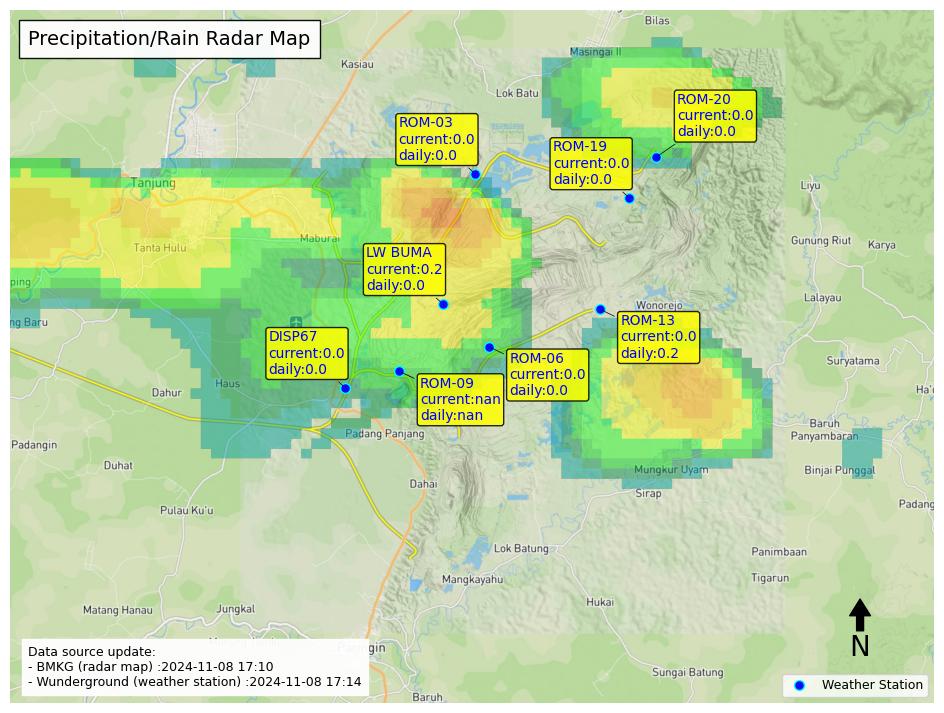 Precipitation/Rain Radar Map
Bilas
Masingai II
Kasiau
Lok Batu
ROM-20
current:0.0
daily:0.0
ROM-03
current:0.0
daily:0.0
ROM-19
current:0.0
daily:0.0
Tanjung
Liyu
Maburai
Tanta Hulu
Gunung Riut
Karya
LW BUMA
current:0.2
daily:0.0
ping
Lalayau
Wonorejo
ng Baru
ROM-13
current:0.0
daily:0.2
DISP67
current:0.0
daily:0.0
ROM-06
current:0.0
daily:0.0
Suryatama
Haus
Dahur
ROM-09
current:nan
daily:nan
Ha'o
Baruh
Panyambaran
Padang Panjang
Padangin
Duhat
Mungkur Uyam
Binjai Punggal
Dahai
Sirap
Padang
Pulau Ku'u
Lok Batung
Panimbaan
Mangkayahu
Tigarun
Hukai
Matang Hanau
Jungkal
N
Data source update:
- BMKG (radar map) :2024-11-08 17:10
- Wunderground (weather station) :2024-11-08 17:14
Sungai Batung
Weather Station
Baruh